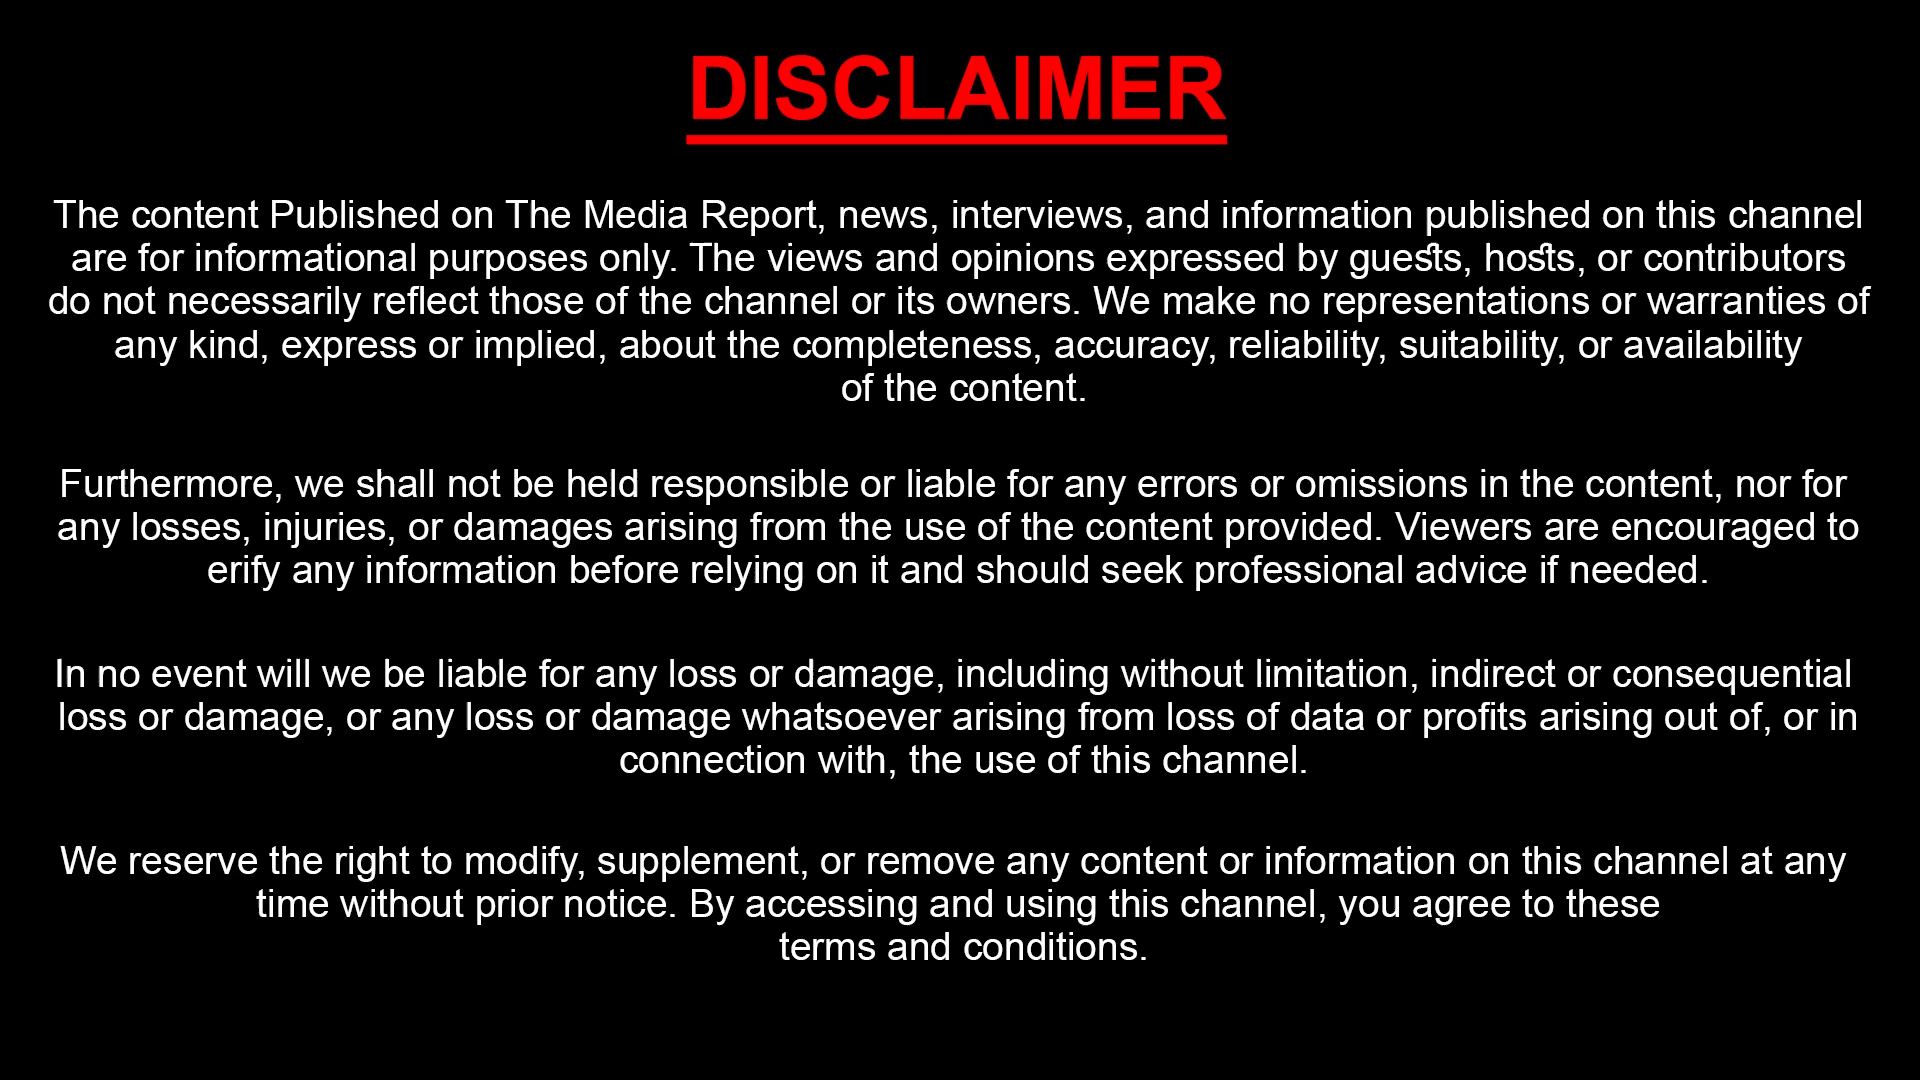 DISCLAIMER
The content Published on The Media Report, news, interviews, and information published on this channel
are for informational purposes only. The views and opinions expressed by guests, hosts, or contributors
do not necessarily reflect those of the channel or its owners. We make no representations or warranties of
any kind, express or implied, about the completeness, accuracy, reliability, suitability, or availability
of the content.
Furthermore, we shall not be held responsible or liable for any errors or omissions in the content, nor for
any losses, injuries, or damages arising from the use of the content provided. Viewers are encouraged to
erify any information before relying on it and should seek professional advice if needed.
In no event will we be liable for any loss or damage, including without limitation, indirect or consequential
loss or damage, or any loss or damage whatsoever arising from loss of data or profits arising out of, or in
connection with, the use of this channel.
We reserve the right to modify, supplement, or remove any content or information on this channel at any
time without prior notice. By accessing and using this channel, you agree to these
terms and conditions.